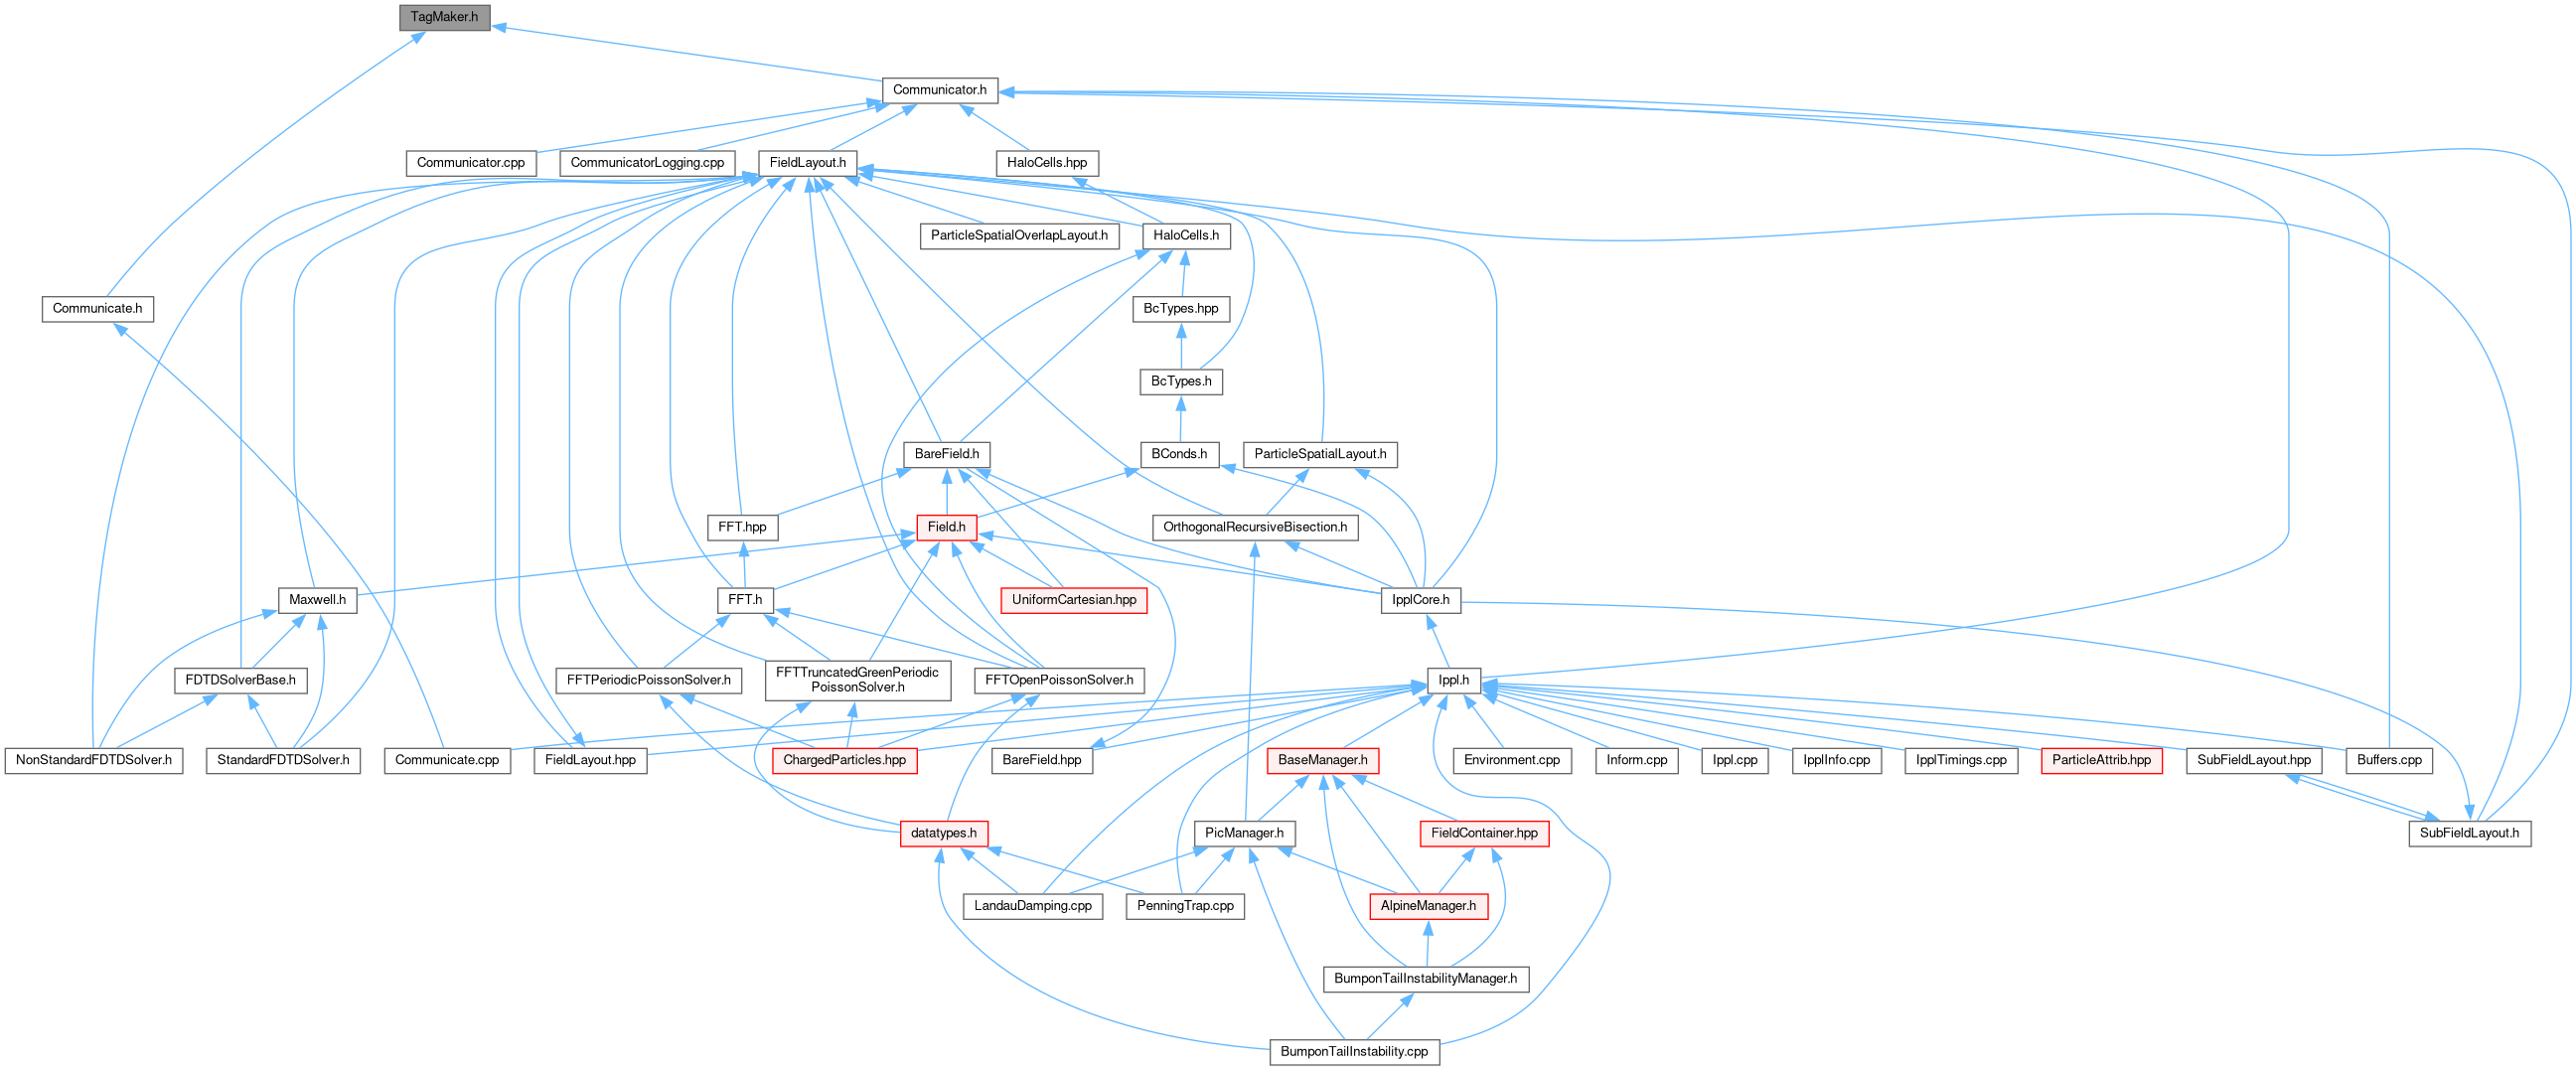 TagMaker.h
Communicator.h
Communicator.cpp
CommunicatorLogging.cpp
FieldLayout.h
HaloCells.hpp
ParticleSpatialOverlapLayout.h
HaloCells.h
Communicate.h
BcTypes.hpp
BcTypes.h
BareField.h
BConds.h
ParticleSpatialLayout.h
FFT.hpp
Field.h
OrthogonalRecursiveBisection.h
Maxwell.h
FFT.h
UniformCartesian.hpp
IpplCore.h
FDTDSolverBase.h
FFTPeriodicPoissonSolver.h
FFTTruncatedGreenPeriodic
PoissonSolver.h
FFTOpenPoissonSolver.h
Ippl.h
NonStandardFDTDSolver.h
StandardFDTDSolver.h
Communicate.cpp
FieldLayout.hpp
ChargedParticles.hpp
BareField.hpp
BaseManager.h
Environment.cpp
Inform.cpp
Ippl.cpp
IpplInfo.cpp
IpplTimings.cpp
ParticleAttrib.hpp
SubFieldLayout.hpp
Buffers.cpp
datatypes.h
PicManager.h
FieldContainer.hpp
SubFieldLayout.h
LandauDamping.cpp
PenningTrap.cpp
AlpineManager.h
BumponTailInstabilityManager.h
BumponTailInstability.cpp